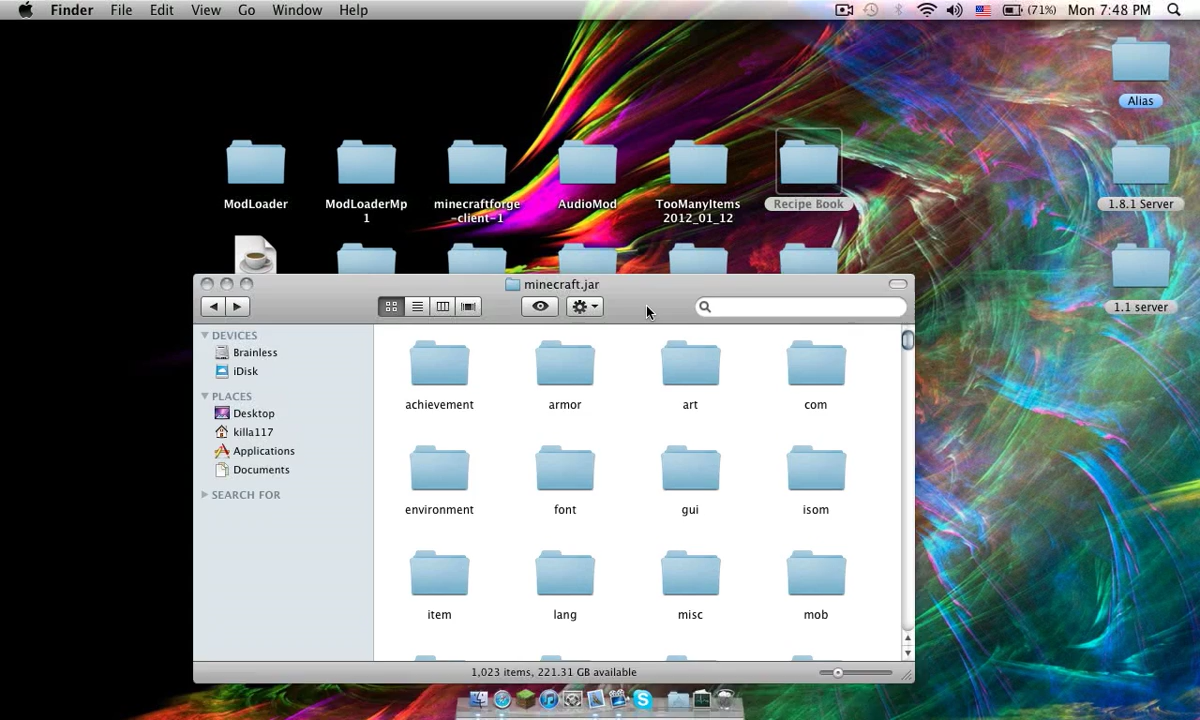 Finder File Edit View Go Window Help (71%) Mon 7:48 PM
Alias
ModLoader ModLoaderMp minecraftforge AudioMod TooManyItems Recipe Book 1.8.1 Server
1 -client-1 2012_01_12
minecraft.jar
1.1 server
DEVICES
Brainless
iDisk
PLACES
Desktop
killa117
Applications
Documents
SEARCH FOR
achievement armor art com
environment font gui isom
item lang misc mob
1,023 items, 221.31 GB available